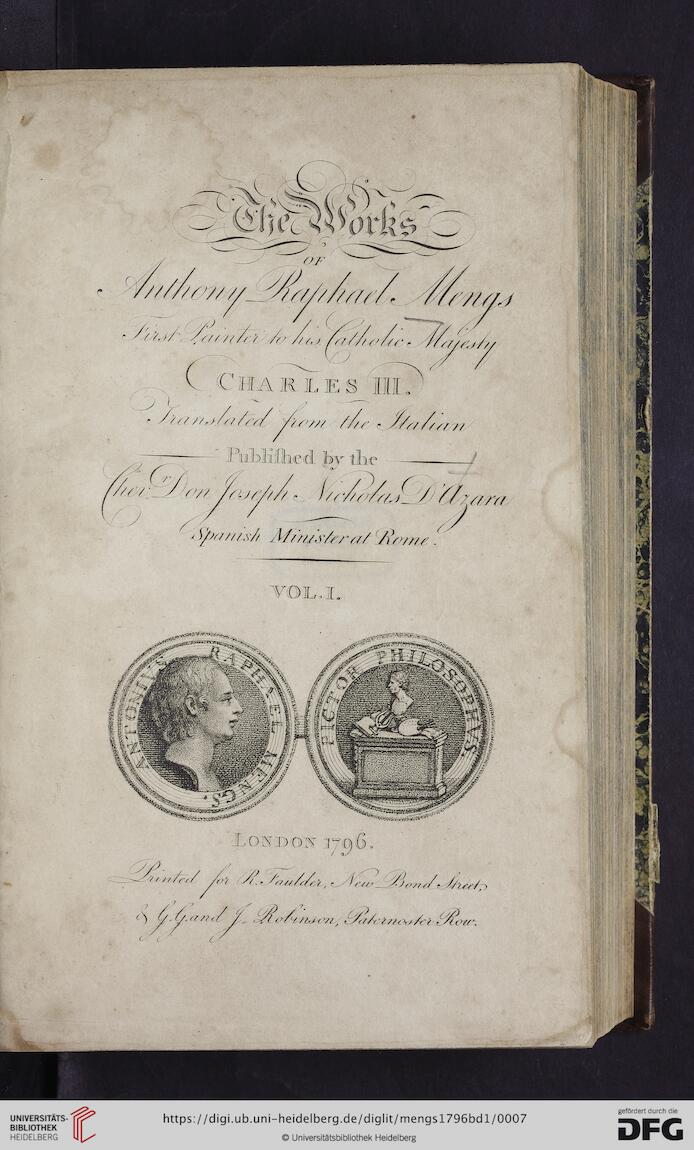 The Works
OF
Anthony Raphael Mengs
First Painter to his Catholic Majesty
CHARLES III.
Translated from the Italian
Publiſhed by the
Chev.r Don Joseph Nicholas D'Azara
Spanish Minister at Rome.
VOL. I.
ANTONIVS RAPHAEL MENGS.
PICTOR PHILOSOPHVS.
LONDON 1796.
Printed for R. Faulder, New Bond Street,
& G.G. and J. Robinson, Paternoster Row.
UNIVERSITÄTS-
BIBLIOTHEK
HEIDELBERG
https://digi.ub.uni-heidelberg.de/diglit/mengs1796bd1/0007
© Universitätsbibliothek Heidelberg
gefördert durch die
DFG